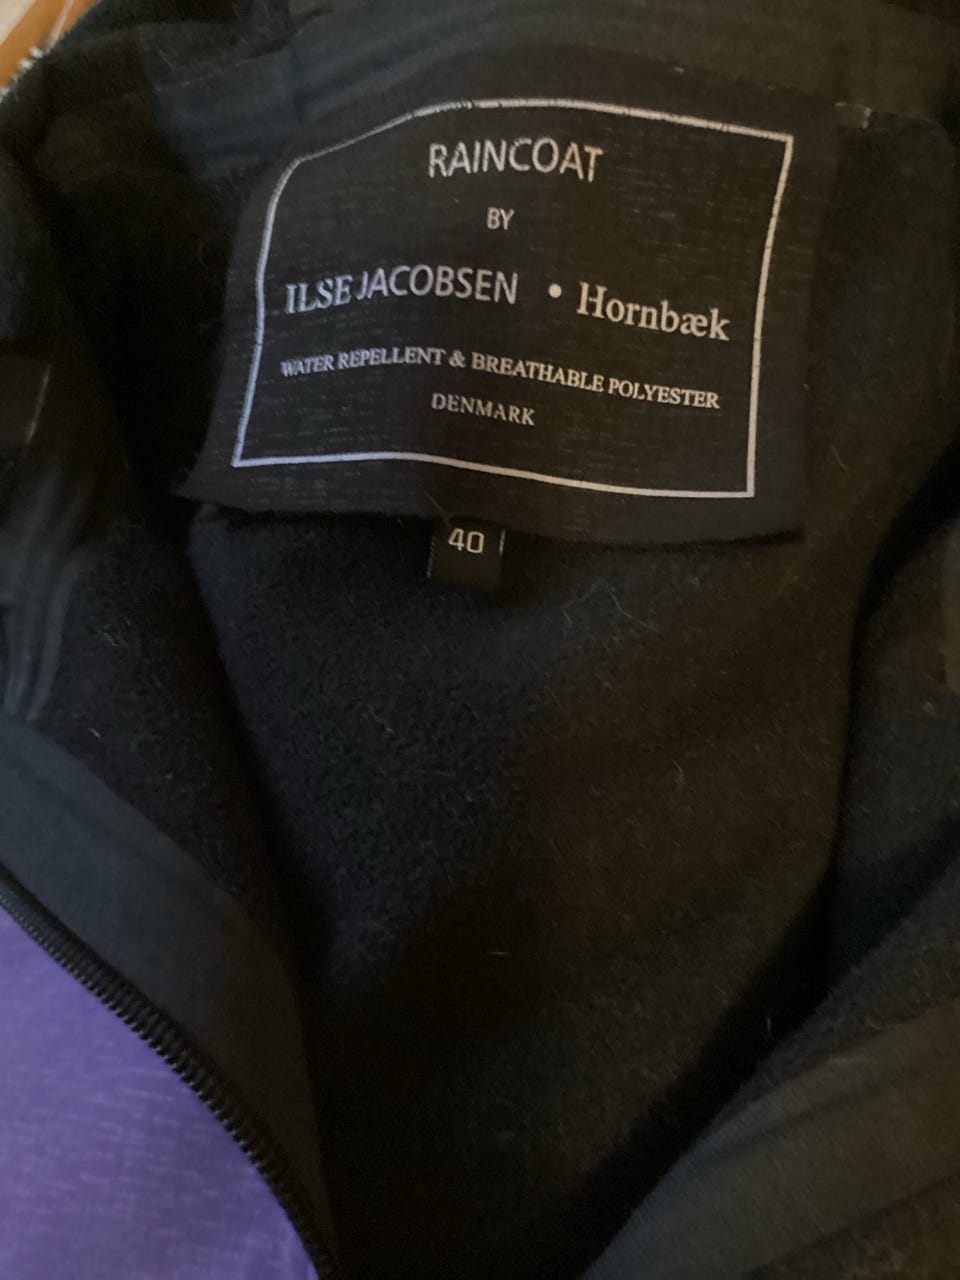 RAINCOAT
BY
ILSE JACOBSEN • Hornbæk
WATER REPELLENT & BREATHABLE POLYESTER
DENMARK
40